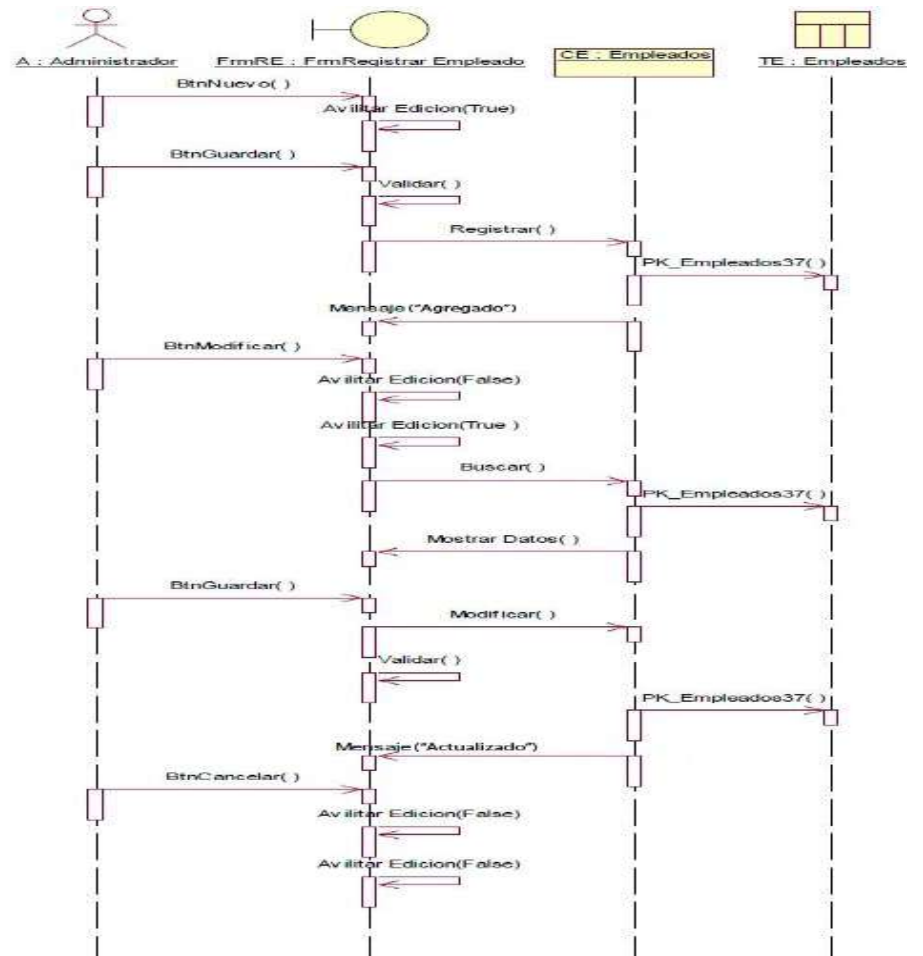 A : Administrador
FrmRE : FrmRegistrar Empleado
CE : Empleados
TE : Empleados
BtnNuevo( )
Avilitar Edicion(True)
BtnGuardar( )
Validar( )
Registrar( )
PK_Empleados37( )
Mensaje("Agregado")
BtnModificar( )
Avilitar Edicion(False)
Avilitar Edicion(True )
Buscar( )
PK_Empleados37( )
Mostrar Datos( )
BtnGuardar( )
Modificar( )
Validar( )
PK_Empleados37( )
Mensaje("Actualizado")
BtnCancelar( )
Avilitar Edicion(False)
Avilitar Edicion(False)